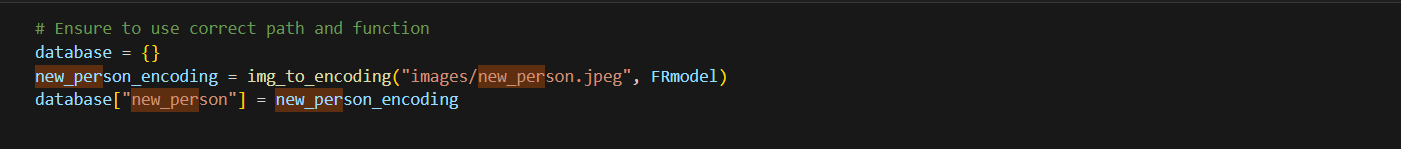 # Ensure to use correct path and function
database = {}
new_person_encoding = img_to_encoding("images/new_person.jpeg", FRmodel)
database["new_person"] = new_person_encoding